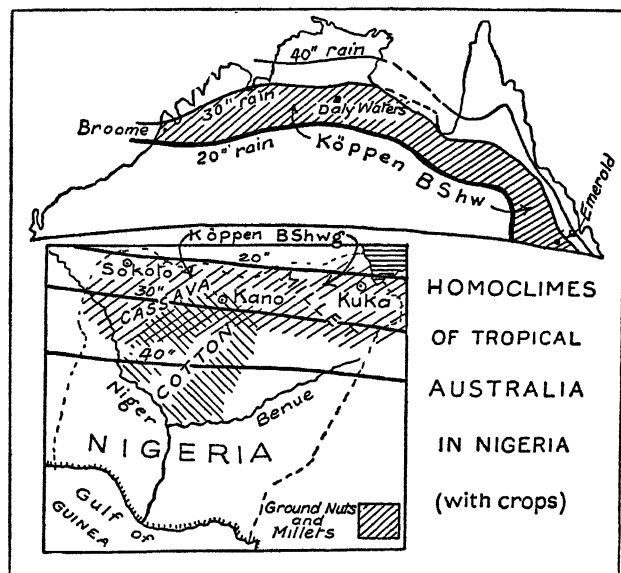 40" rain
30" rain
Daly Waters
Broome
20" rain
Köppen
BShw
Emerald
Köppen BShwg
20"
Sokoto
30"
CASSAVA
Kano
Kuka
40"
COTTON
Niger
Benue
NIGERIA
Gulf of
GUINEA
Ground Nuts
and
Millets
HOMOCLIMES
OF TROPICAL
AUSTRALIA
IN NIGERIA
(with crops)